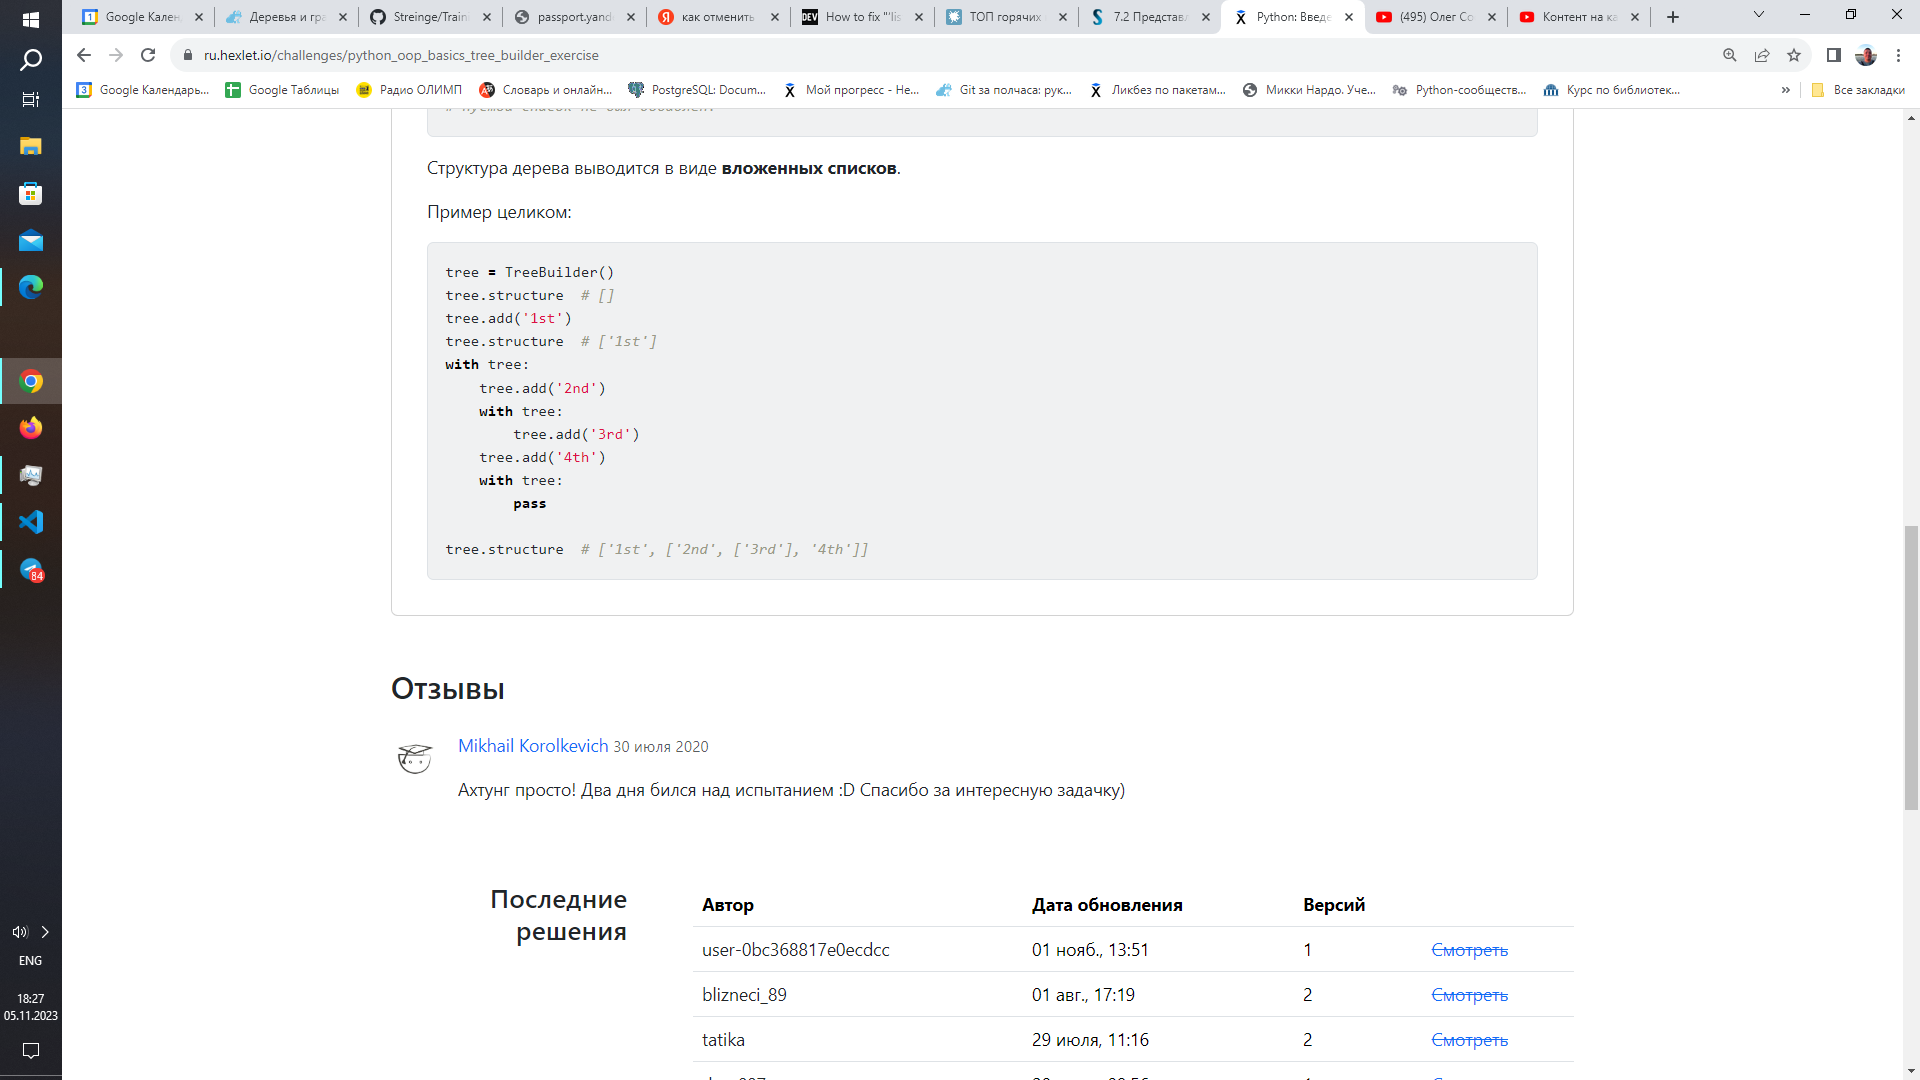 Google Кален
Деревья и гра
Streinge/Traini
passport.yande
как отменить
How to fix "'lis
ТОП горячих
7.2 Представл
Python: Введе
(495) Олег Со
Контент на ка
ru.hexlet.io/challenges/python_oop_basics_tree_builder_exercise
Google Календарь...
Google Таблицы
Радио ОЛИМП
Словарь и онлайн...
PostgreSQL: Docum...
Мой прогресс - Не...
Git за полчаса: рук...
Ликбез по пакетам...
Микки Нардо. Уче...
Python-сообществ...
Курс по библиотек...
»
Все закладки
Структура дерева выводится в виде вложенных списков.
Пример целиком:
tree = TreeBuilder()
tree.structure  # []
tree.add('1st')
tree.structure  # ['1st']
with tree:
    tree.add('2nd')
    with tree:
        tree.add('3rd')
    tree.add('4th')
    with tree:
        pass
tree.structure  # ['1st', ['2nd', ['3rd'], '4th']]
Отзывы
Mikhail Korolkevich 30 июля 2020
Ахтунг просто! Два дня бился над испытанием :D Спасибо за интересную задачку)
Последние
решения
Автор Дата обновления Версий
user-0bc368817e0ecdcc 01 нояб., 13:51 1 Смотреть
blizneci_89 01 авг., 17:19 2 Смотреть
tatika 29 июля, 11:16 2 Смотреть
84
ENG
18:27
05.11.2023